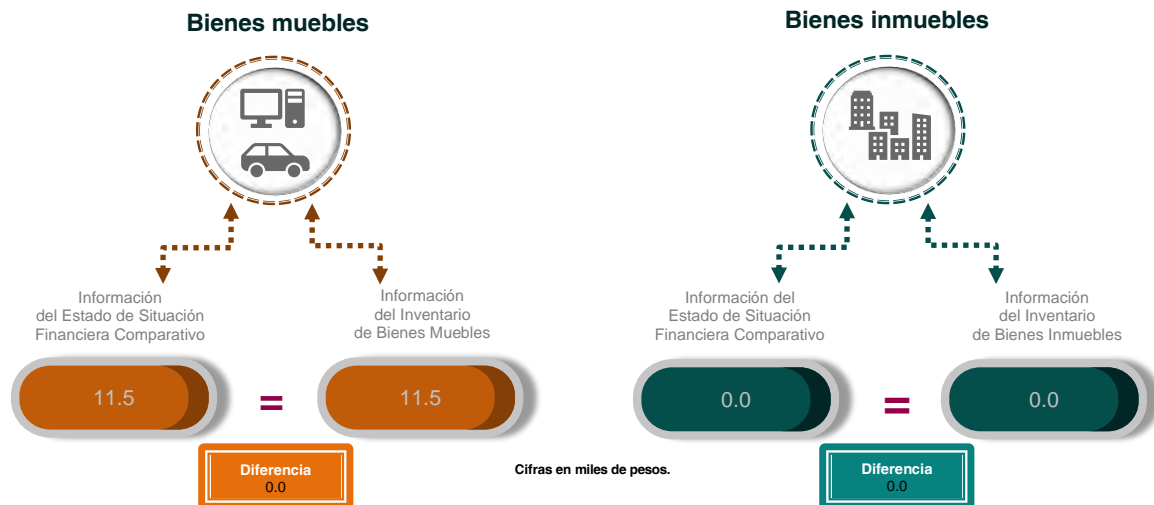 Bienes muebles
Información
del Estado de Situación
Financiera Comparativo
Información
del Inventario
de Bienes Muebles
11.5
=
11.5
Diferencia
0.0
Cifras en miles de pesos.
Bienes inmuebles
Información del
Estado de Situación
Financiera Comparativo
Información
del Inventario
de Bienes Inmuebles
0.0
=
0.0
Diferencia
0.0